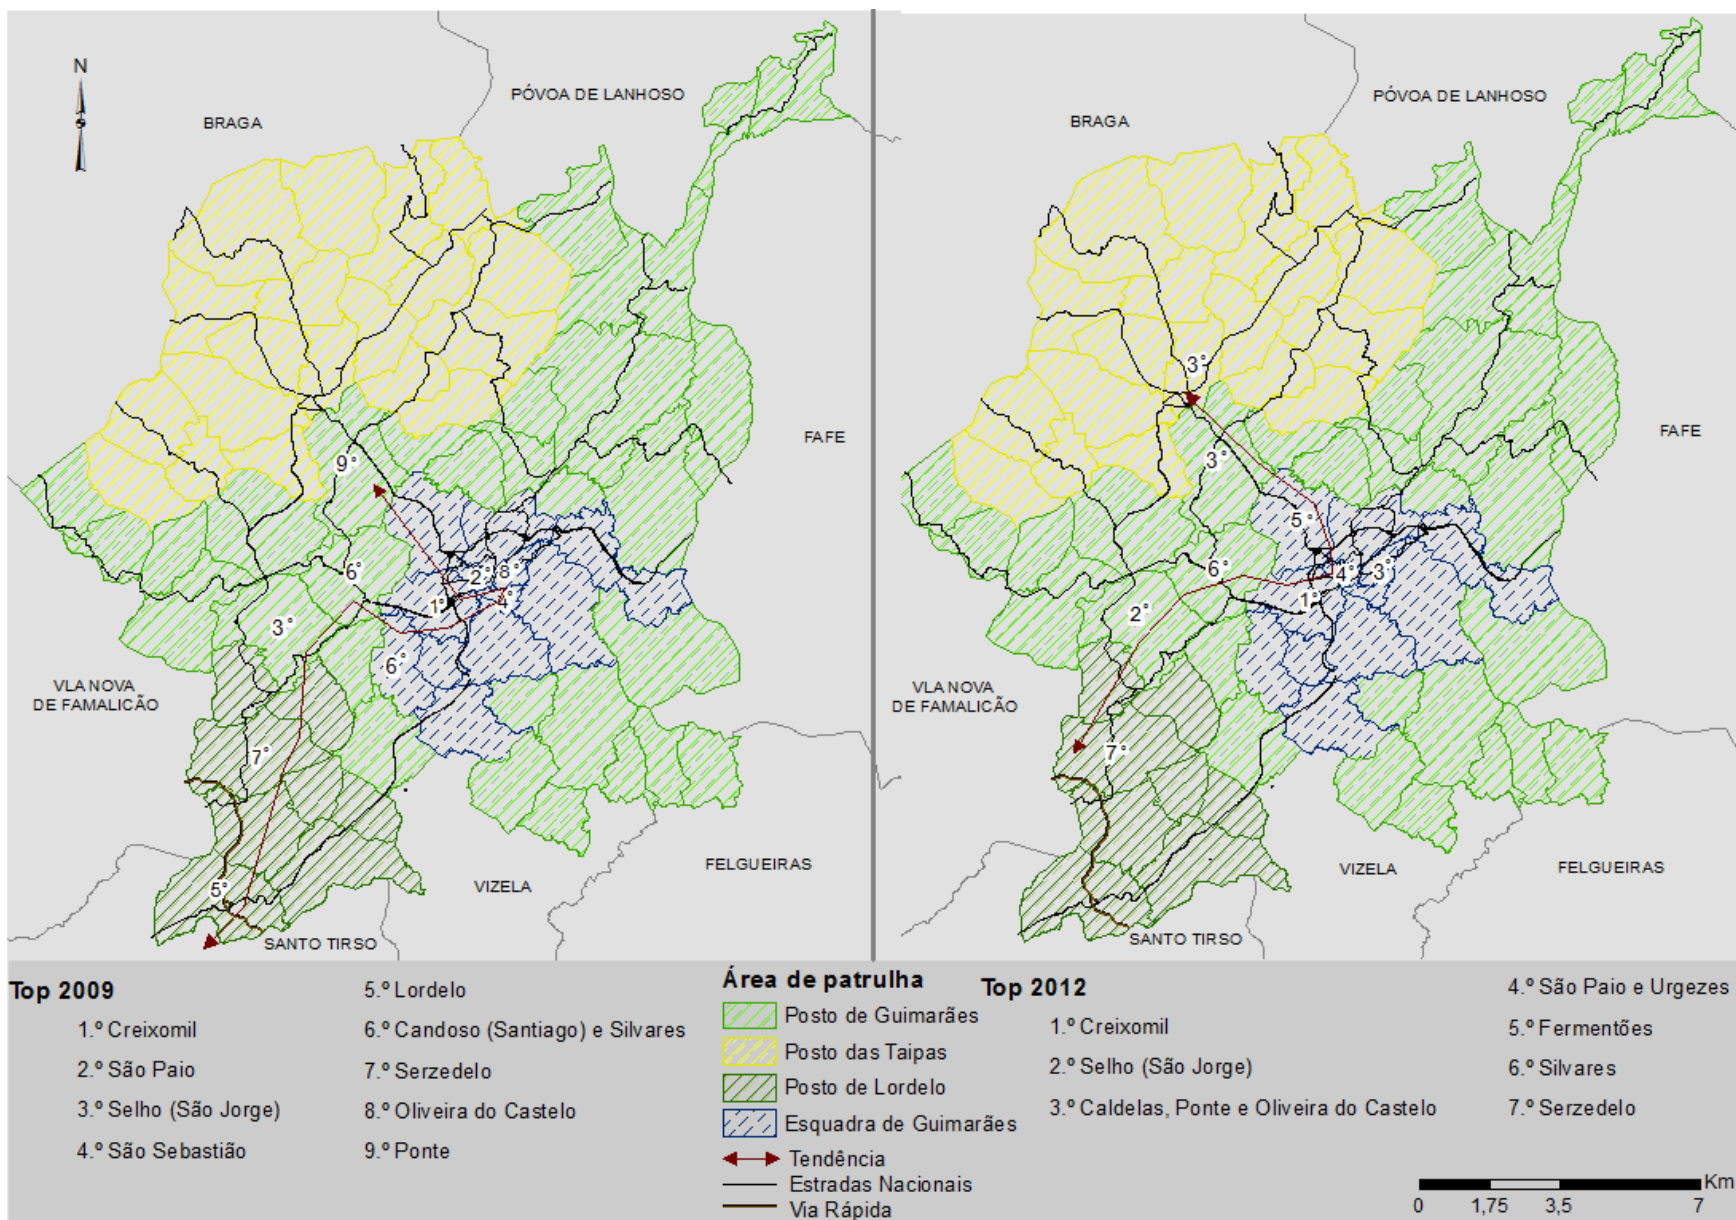 N
BRAGA
PÓVOA DE LANHOSO
FAFE
9°
6°
2°
8°
1°
4°
3°
6°
7°
5°
VLA NOVA
DE FAMALICÃO
VIZELA
FELGUEIRAS
SANTO TIRSO
BRAGA
PÓVOA DE LANHOSO
FAFE
3°
3°
5°
6°
4°
3°
1°
2°
7°
VLA NOVA
DE FAMALICÃO
VIZELA
FELGUEIRAS
SANTO TIRSO
Top 2009
1.º Creixomil
2.º São Paio
3.º Selho (São Jorge)
4.º São Sebastião
5.º Lordelo
6.º Candoso (Santiago) e Silvares
7.º Serzedelo
8.º Oliveira do Castelo
9.º Ponte
Área de patrulha
Posto de Guimarães
Posto das Taipas
Posto de Lordelo
Esquadra de Guimarães
Tendência
Estradas Nacionais
Via Rápida
Top 2012
1.º Creixomil
2.º Selho (São Jorge)
3.º Caldelas, Ponte e Oliveira do Castelo
4.º São Paio e Urgezes
5.º Fermentões
6.º Silvares
7.º Serzedelo
Km
0 1,75 3,5 7